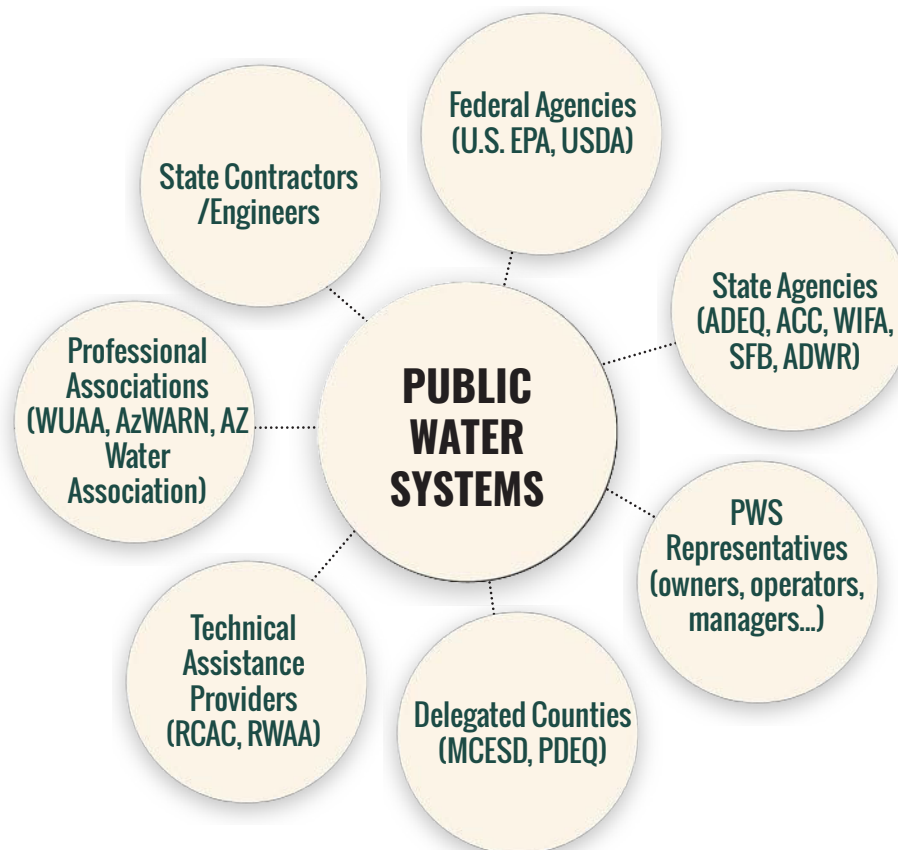 Federal Agencies
(U.S. EPA, USDA)
State Contractors
/Engineers
State Agencies
(ADEQ, ACC, WIFA,
SFB, ADWR)
Professional
Associations
(WUAA, AzWARN, AZ
Water
Association)
PUBLIC
WATER
SYSTEMS
PWS
Representatives
(owners, operators,
managers...)
Technical
Assistance
Providers
(RCAC, RWAA)
Delegated Counties
(MCESD, PDEQ)